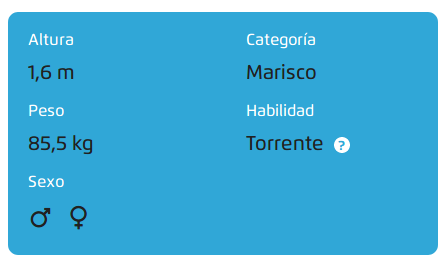 Altura
1,6 m
Categoría
Marisco
Peso
85,5 kg
Habilidad
Torrente ?
Sexo
♂ ♀